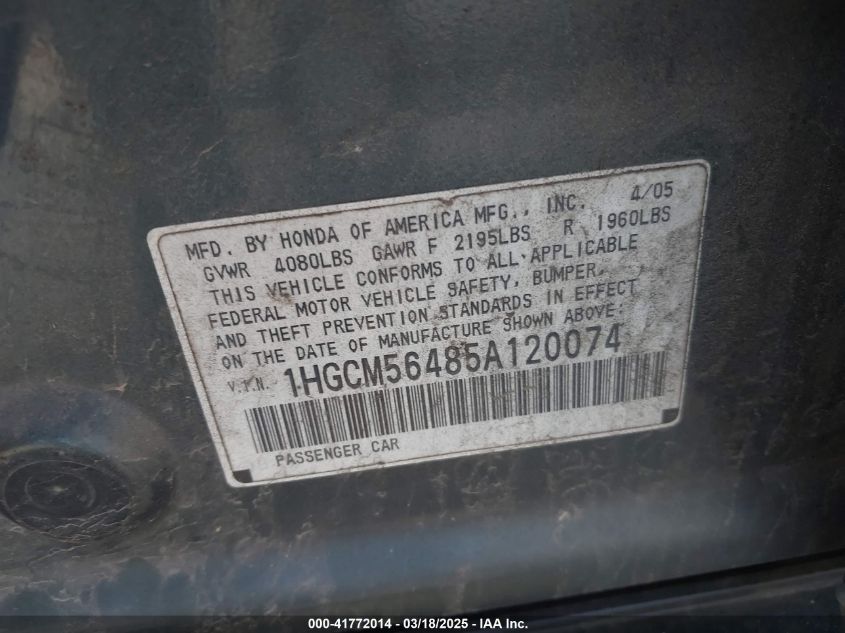 MFD. BY HONDA OF AMERICA MFG., INC. 4/05
GVWR 4080LBS GAWR F 2195LBS R 1960LBS
THIS VEHICLE CONFORMS TO ALL APPLICABLE
FEDERAL MOTOR VEHICLE SAFETY, BUMPER,
AND THEFT PREVENTION STANDARDS IN EFFECT
ON THE DATE OF MANUFACTURE SHOWN ABOVE:
V.I.N. 1HGCM56485A120074
PASSENGER CAR
000-41772014 — 03/18/2025 — IAA Inc.